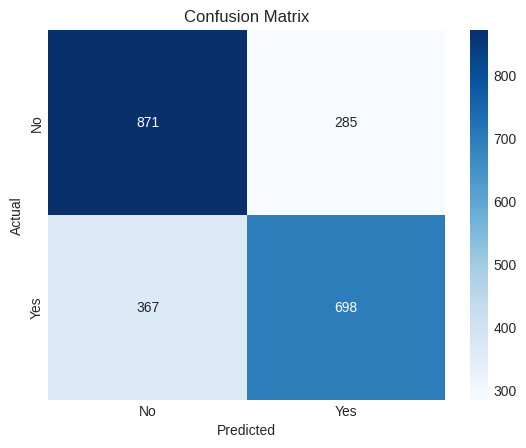 Confusion Matrix
Actual
No
871
285
Yes
367
698
No
Yes
Predicted
800
700
600
500
400
300